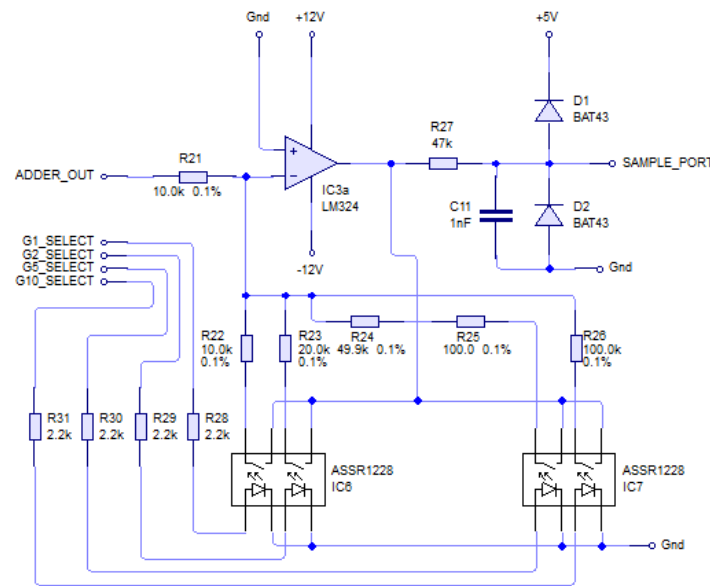 Gnd
+12V
+5V
D1
BAT43
R27
47k
R21
10.0k 0.1%
ADDER_OUT
+
−
IC3a
LM324
SAMPLE_PORT
C11
1nF
D2
BAT43
-12V
Gnd
G1_SELECT
G2_SELECT
G5_SELECT
G10_SELECT
R22
10.0k
0.1%
R23
20.0k
0.1%
R24
49.9k 0.1%
R25
100.0 0.1%
R26
100.0k
0.1%
R31
2.2k
R30
2.2k
R29
2.2k
R28
2.2k
ASSR1228
IC6
ASSR1228
IC7
Gnd